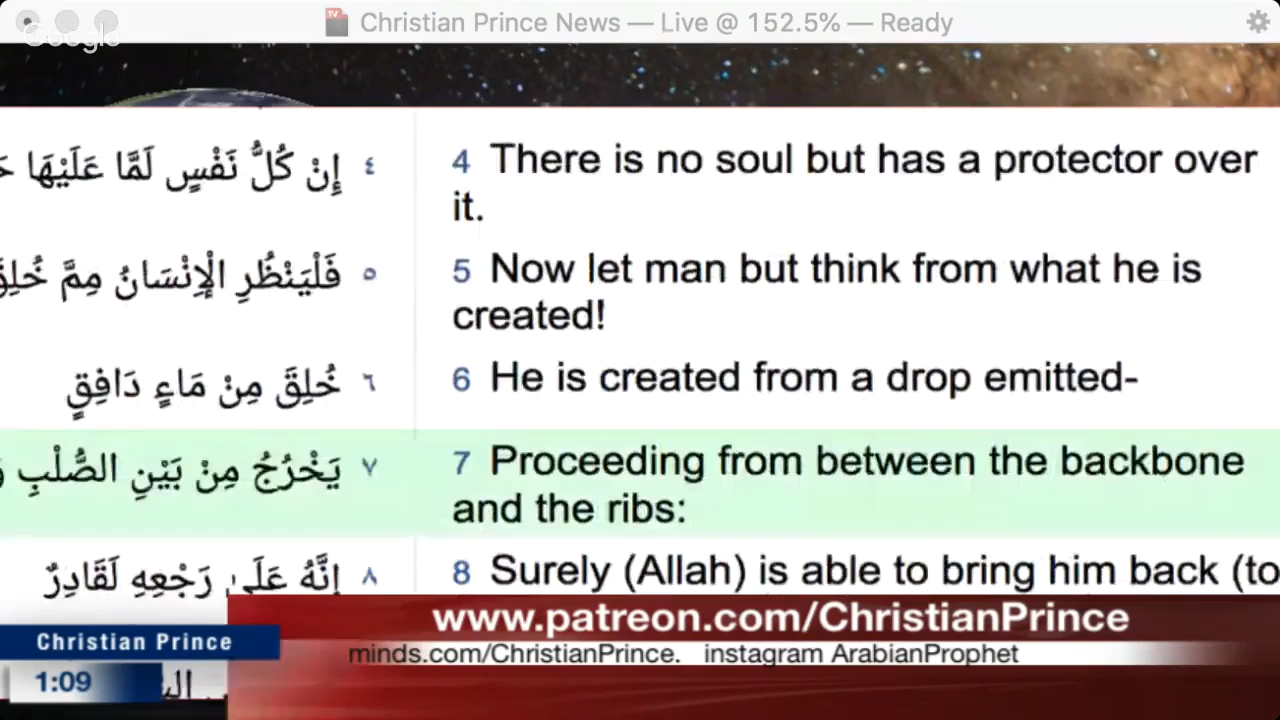 Christian Prince News — Live @ 152.5% — Ready
Google
إِنْ كُلُّ نَفْسٍ لَمَّا عَلَيْهَا ٤
4 There is no soul but has a protector over
it.
فَلْيَنْظُرِ الْإِنْسَانُ مِمَّ ٥
5 Now let man but think from what he is
created!
خُلِقَ مِنْ مَاءٍ دَافِقٍ ٦
6 He is created from a drop emitted-
يَخْرُجُ مِنْ بَيْنِ الصُّلْبِ ٧
7 Proceeding from between the backbone
and the ribs:
إِنَّهُ عَلَىٰ رَجْعِهِ لَقَادِرٌ ٨
8 Surely (Allah) is able to bring him back (to
www.patreon.com/ChristianPrince
Christian Prince
minds.com/ChristianPrince. instagram ArabianProphet
1:09